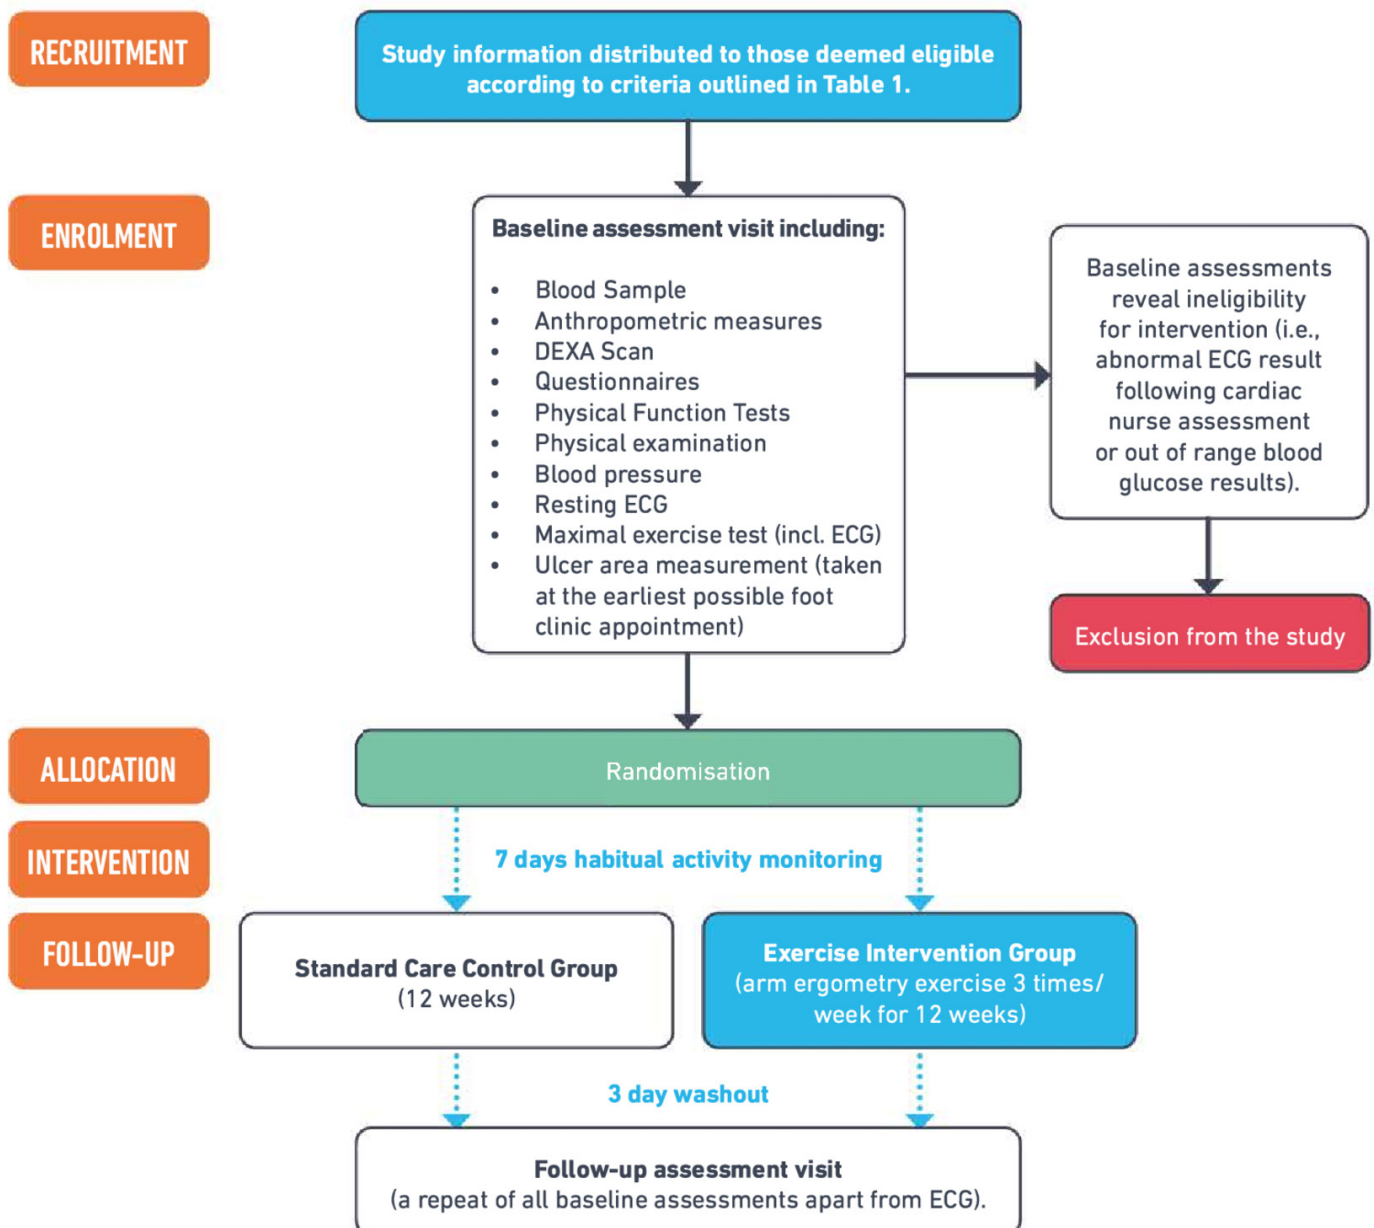 RECRUITMENT
Study information distributed to those deemed eligible
according to criteria outlined in Table 1.
ENROLMENT
Baseline assessment visit including:
• Blood Sample
• Anthropometric measures
• DEXA Scan
• Questionnaires
• Physical Function Tests
• Physical examination
• Blood pressure
• Resting ECG
• Maximal exercise test (incl. ECG)
• Ulcer area measurement (taken
at the earliest possible foot
clinic appointment)
Baseline assessments
reveal ineligibility
for intervention (i.e.,
abnormal ECG result
following cardiac
nurse assessment
or out of range blood
glucose results).
Exclusion from the study
ALLOCATION
Randomisation
INTERVENTION
7 days habitual activity monitoring
FOLLOW-UP
Standard Care Control Group
(12 weeks)
Exercise Intervention Group
(arm ergometry exercise 3 times/
week for 12 weeks)
3 day washout
Follow-up assessment visit
(a repeat of all baseline assessments apart from ECG).